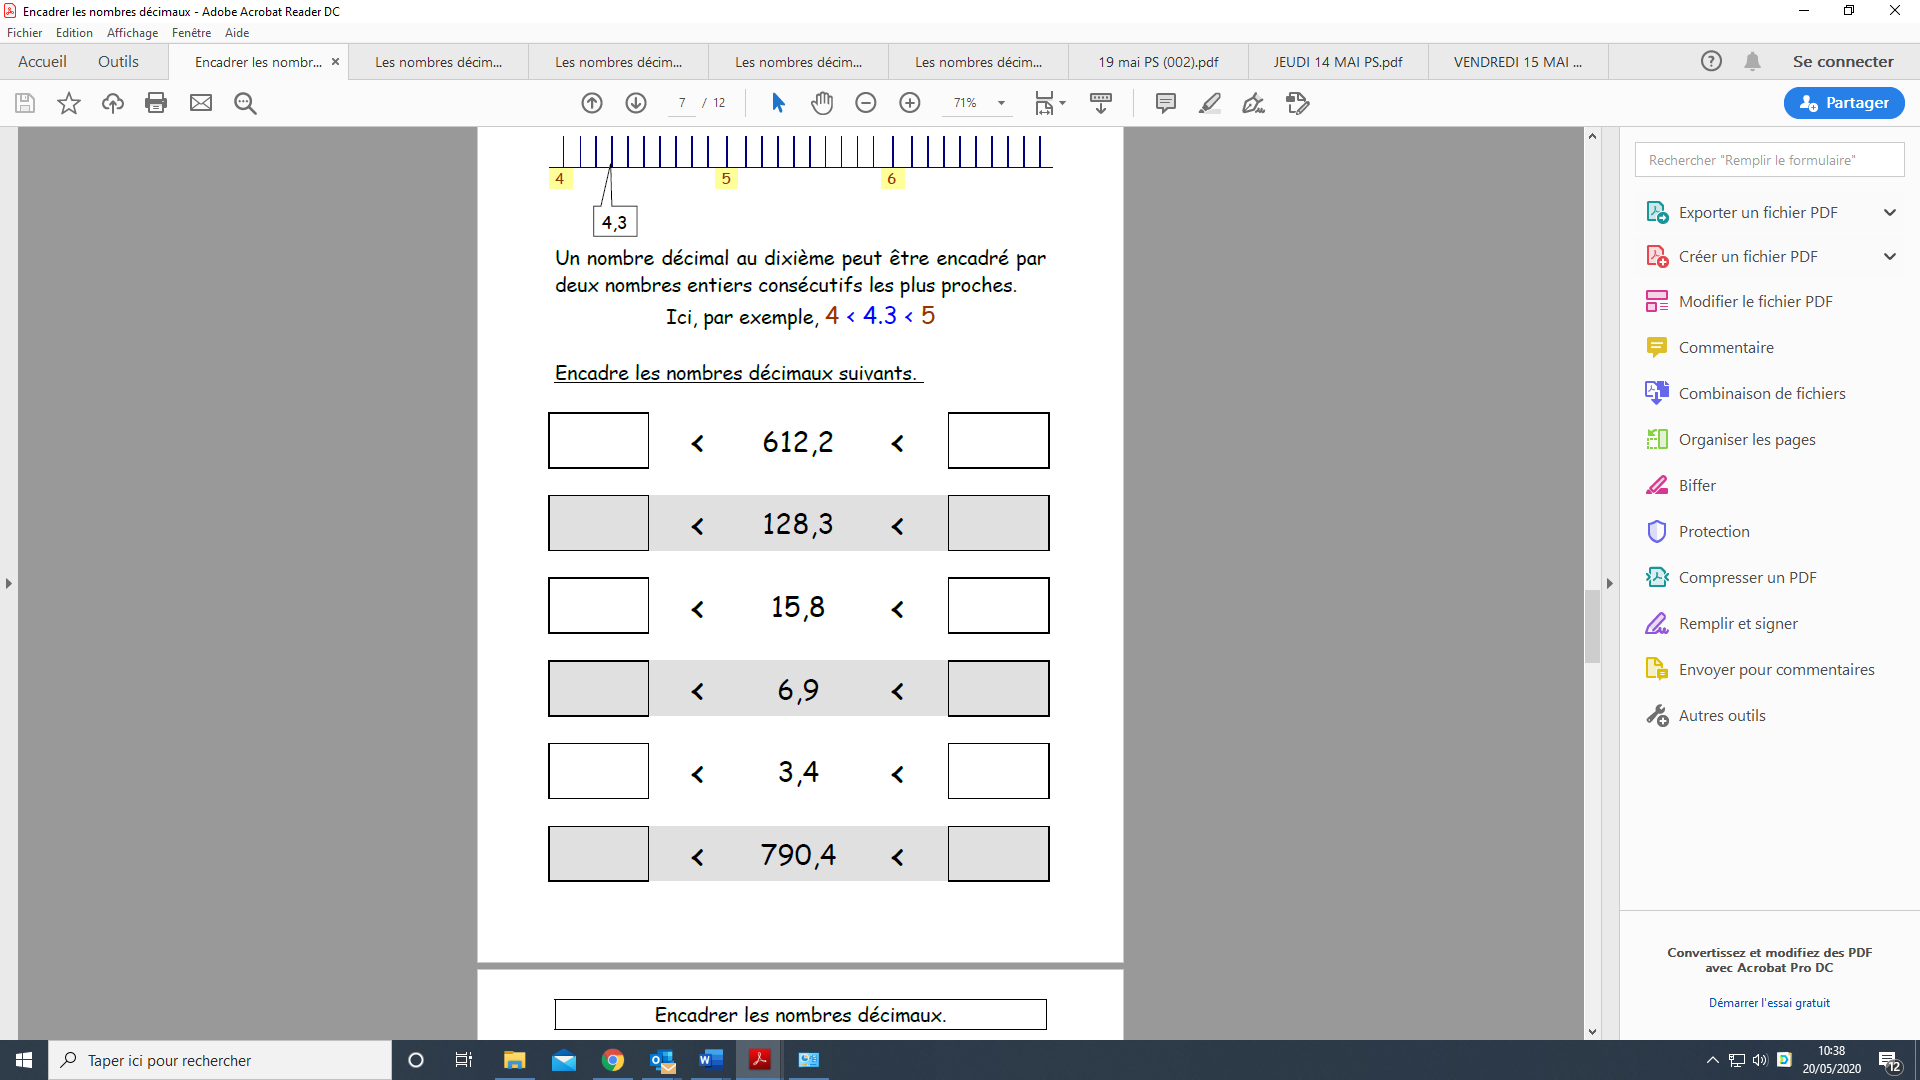 Encadrer les nombres décimaux - Adobe Acrobat Reader DC
Fichier Edition Affichage Fenêtre Aide
Accueil Outils Encadrer les nombr... × Les nombres décim... Les nombres décim... Les nombres décim... Les nombres décim... 19 mai PS (002).pdf JEUDI 14 MAI PS.pdf VENDREDI 15 MAI ... Se connecter
7 / 12 71% Partager
4 5 6
4,3
Un nombre décimal au dixième peut être encadré par
deux nombres entiers consécutifs les plus proches.
Ici, par exemple, 4 < 4.3 < 5
Encadre les nombres décimaux suivants.
< 612,2 <
< 128,3 <
< 15,8 <
< 6,9 <
< 3,4 <
< 790,4 <
Encadrer les nombres décimaux.
Rechercher "Remplir le formulaire"
Exporter un fichier PDF
Créer un fichier PDF
Modifier le fichier PDF
Commentaire
Combinaison de fichiers
Organiser les pages
Biffer
Protection
Compresser un PDF
Remplir et signer
Envoyer pour commentaires
Autres outils
Convertissez et modifiez des PDF
avec Acrobat Pro DC
Démarrer l'essai gratuit
Taper ici pour rechercher
10:38
20/05/2020
12